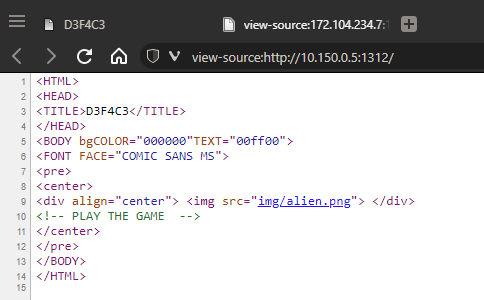 D3F4C3
view-source:172.104.234.7:1
view-source:http://10.150.0.5:1312/
1 <HTML>
2 <HEAD>
3 <TITLE>D3F4C3</TITLE>
4 </HEAD>
5 <BODY bgCOLOR="000000"TEXT="00ff00">
6 <FONT FACE="COMIC SANS MS">
7 <pre>
8 <center>
9 <div align="center"> <img src="img/alien.png"> </div>
10 <!-- PLAY THE GAME  -->
11 </center>
12 </pre>
13 </BODY>
14 </HTML>
15